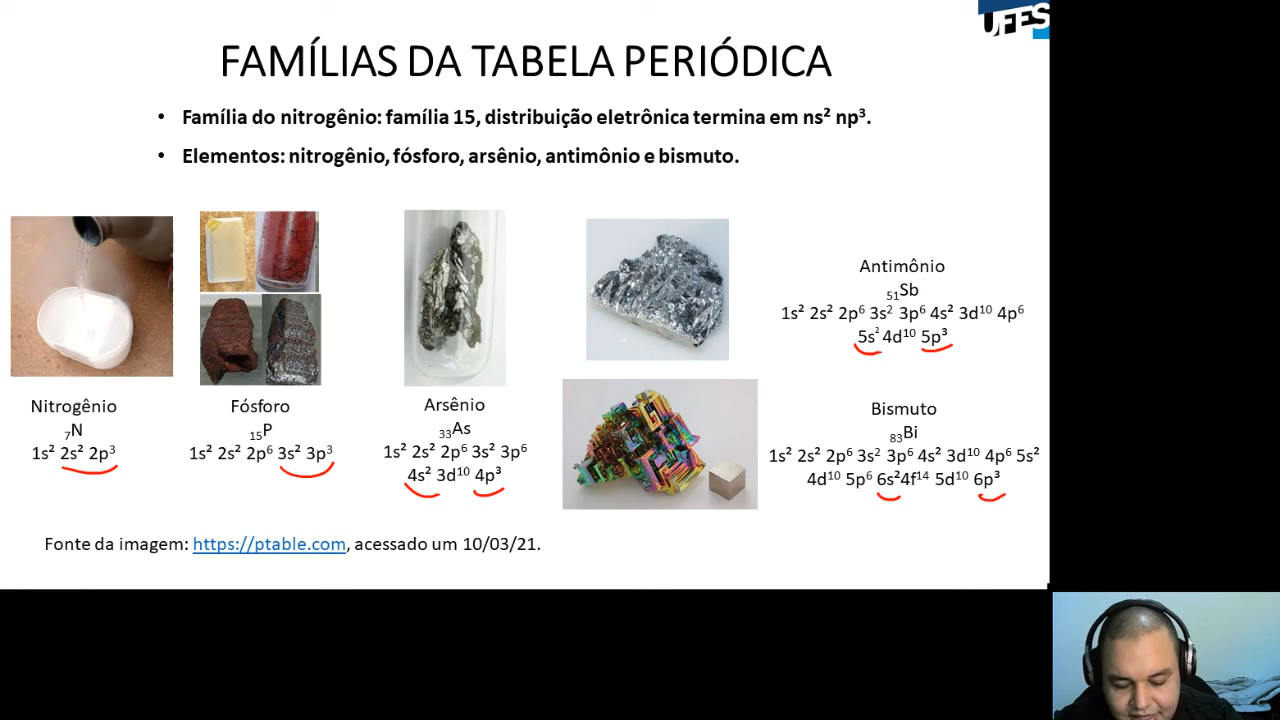 UFES
FAMÍLIAS DA TABELA PERIÓDICA
• Família do nitrogênio: família 15, distribuição eletrônica termina em ns² np³.
• Elementos: nitrogênio, fósforo, arsênio, antimônio e bismuto.
Nitrogênio
₇N
1s² 2s² 2p³
Fósforo
₁₅P
1s² 2s² 2p⁶ 3s² 3p³
Arsênio
₃₃As
1s² 2s² 2p⁶ 3s² 3p⁶
4s² 3d¹⁰ 4p³
Antimônio
₅₁Sb
1s² 2s² 2p⁶ 3s² 3p⁶ 4s² 3d¹⁰ 4p⁶
5s² 4d¹⁰ 5p³
Bismuto
₈₃Bi
1s² 2s² 2p⁶ 3s² 3p⁶ 4s² 3d¹⁰ 4p⁶ 5s²
4d¹⁰ 5p⁶ 6s²4f¹⁴ 5d¹⁰ 6p³
Fonte da imagem: https://ptable.com, acessado um 10/03/21.